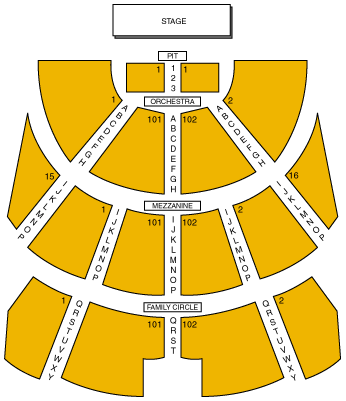 STAGE
PIT
1 1 1
2
3
ORCHESTRA
1 2
101 102
A A A
B B B
C C C
D D D
E E E
F F F
G G G
H H H
15 16
MEZZANINE
1 101 102 2
I I I I I
J J J J J
K K K K K
L L L L L
M M M M M
N N N N N
O O O O O
P P P P P
FAMILY CIRCLE
1 101 102 2
Q Q Q
R R R
S S S
T T T
U U
V V
W W
X X
Y Y